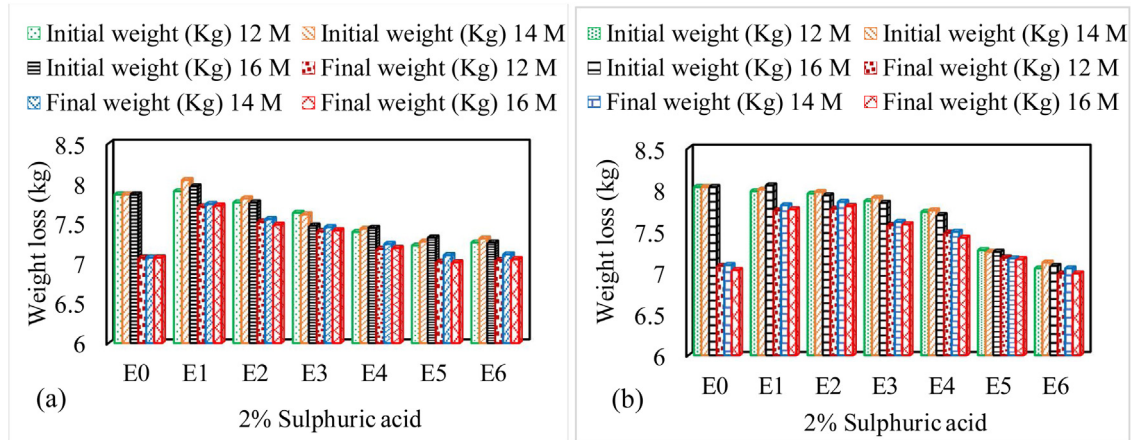 Initial weight (Kg) 12 M Initial weight (Kg) 14 M
Initial weight (Kg) 16 M Final weight (Kg) 12 M
Final weight (Kg) 14 M Final weight (Kg) 16 M
8.5
8
7.5
7
6.5
6
Weight loss (kg)
E0 E1 E2 E3 E4 E5 E6
(a)
2% Sulphuric acid
Initial weight (Kg) 12 M Initial weight (Kg) 14 M
Initial weight (Kg) 16 M Final weight (Kg) 12 M
Final weight (Kg) 14 M Final weight (Kg) 16 M
8.5
8
7.5
7
6.5
6
Weight loss (kg)
E0 E1 E2 E3 E4 E5 E6
(b)
2% Sulphuric acid